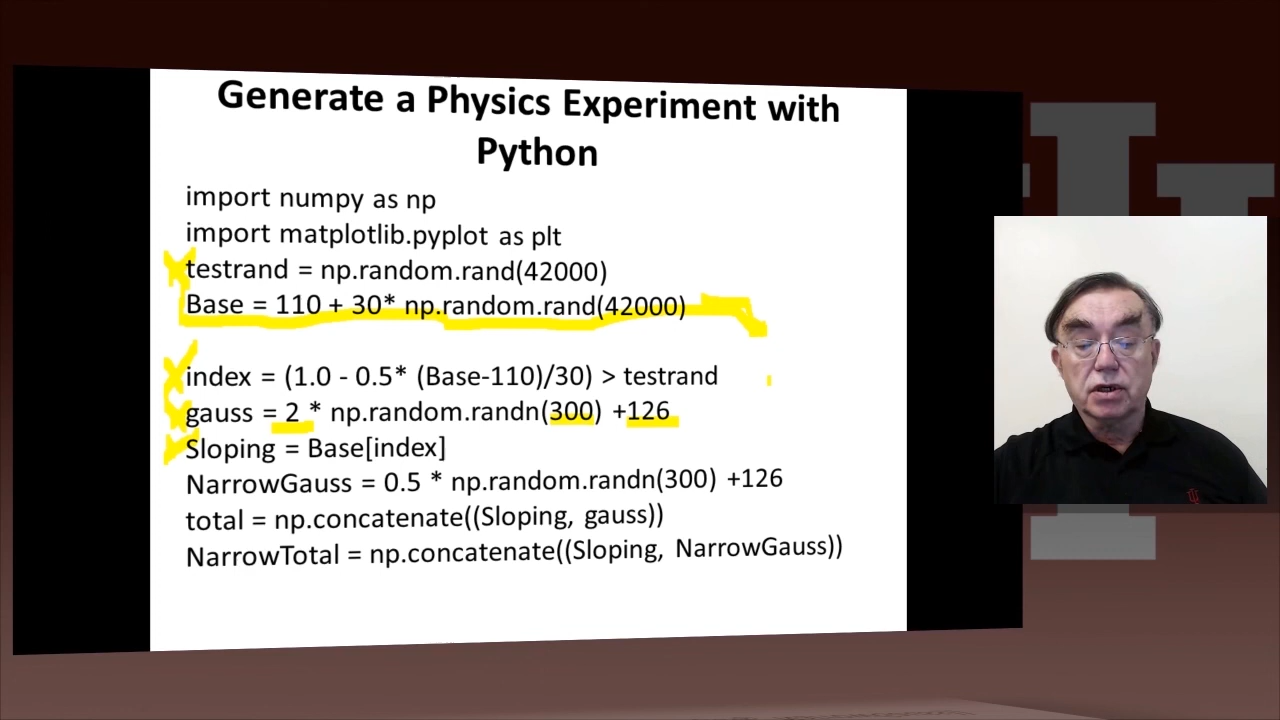 Generate a Physics Experiment with
Python
import numpy as np
import matplotlib.pyplot as plt
testrand = np.random.rand(42000)
Base = 110 + 30* np.random.rand(42000)
index = (1.0 - 0.5* (Base-110)/30) > testrand
gauss = 2 * np.random.randn(300) +126
Sloping = Base[index]
NarrowGauss = 0.5 * np.random.randn(300) +126
total = np.concatenate((Sloping, gauss))
NarrowTotal = np.concatenate((Sloping, NarrowGauss))